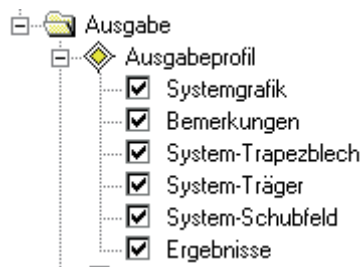 Ausgabe
Ausgabeprofil
Systemgrafik
Bemerkungen
System-Trapezblech
System-Träger
System-Schubfeld
Ergebnisse